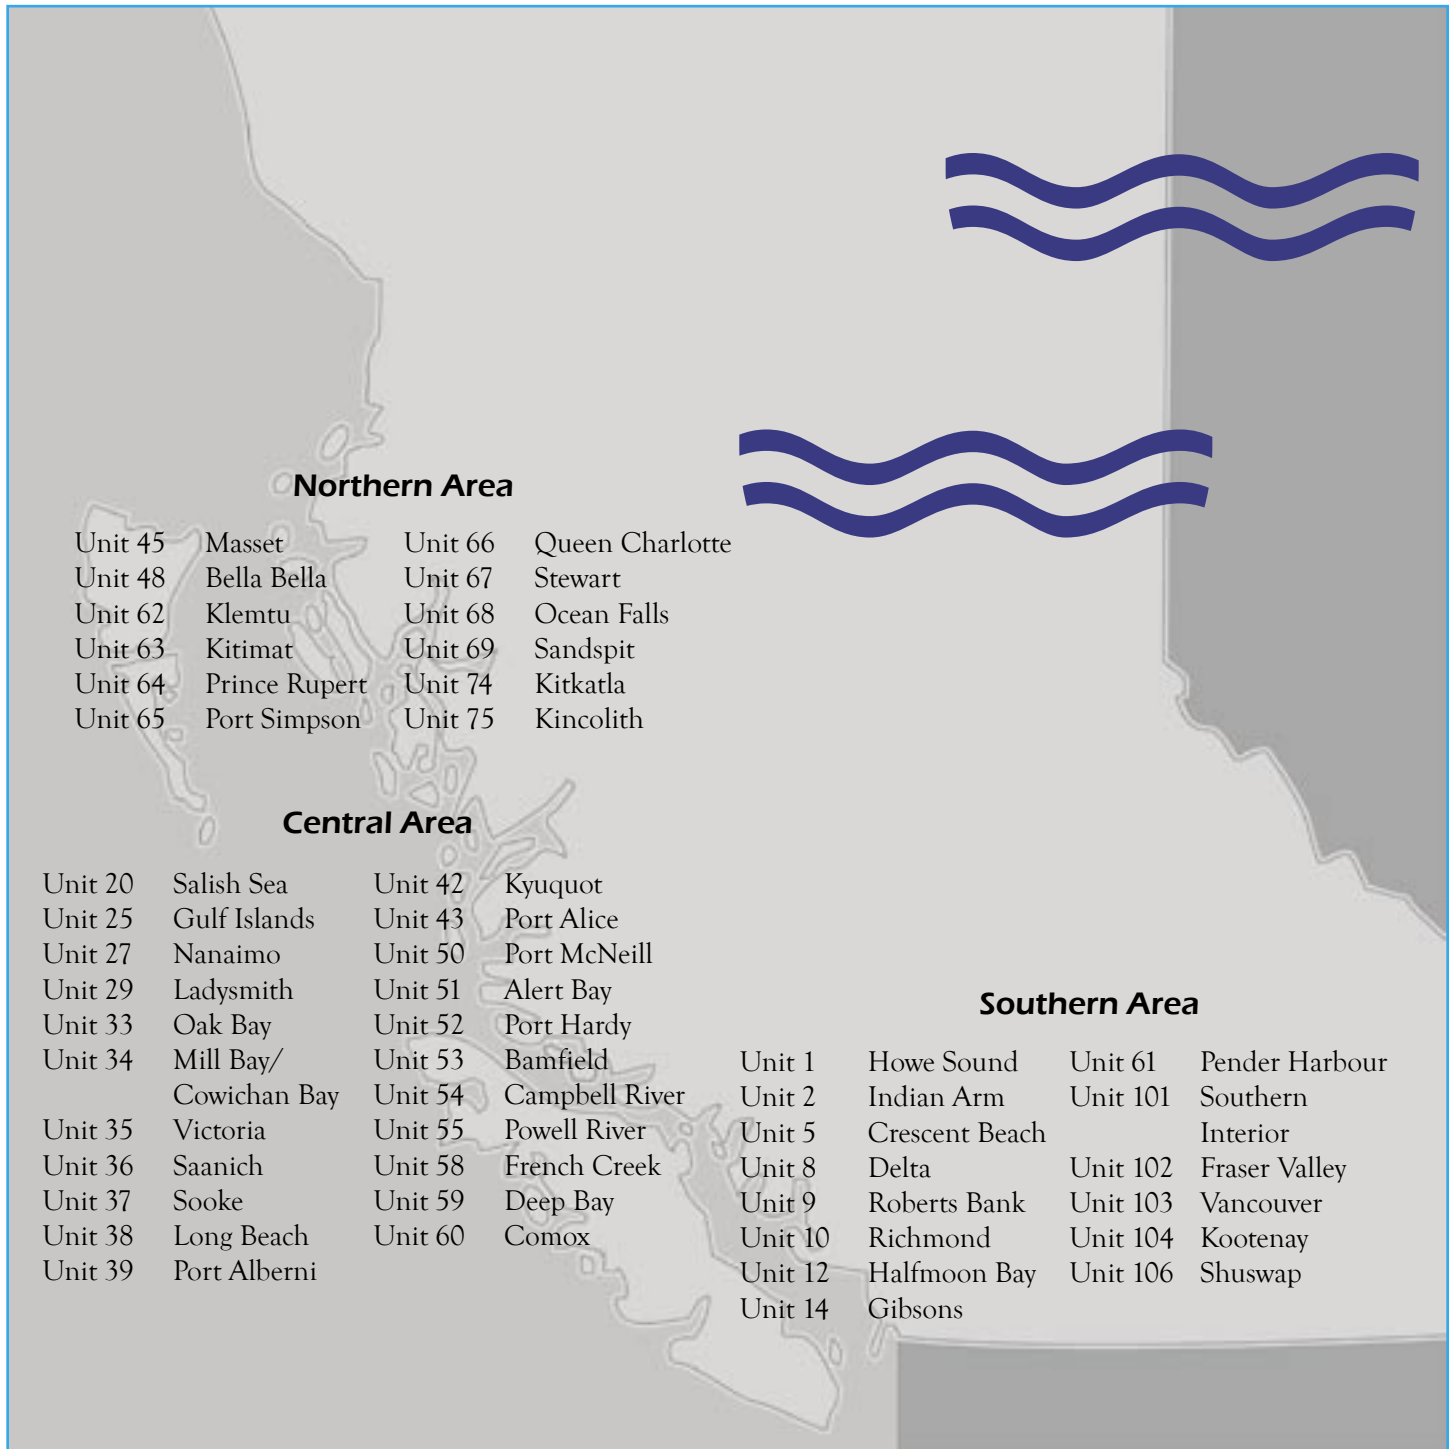 Northern Area
Unit 45 Masset
Unit 48 Bella Bella
Unit 62 Klemtu
Unit 63 Kitimat
Unit 64 Prince Rupert
Unit 65 Port Simpson
Unit 66 Queen Charlotte
Unit 67 Stewart
Unit 68 Ocean Falls
Unit 69 Sandspit
Unit 74 Kitkatla
Unit 75 Kincolith
Central Area
Unit 20 Salish Sea
Unit 25 Gulf Islands
Unit 27 Nanaimo
Unit 29 Ladysmith
Unit 33 Oak Bay
Unit 34 Mill Bay/
Cowichan Bay
Unit 35 Victoria
Unit 36 Saanich
Unit 37 Sooke
Unit 38 Long Beach
Unit 39 Port Alberni
Unit 42 Kyuquot
Unit 43 Port Alice
Unit 50 Port McNeill
Unit 51 Alert Bay
Unit 52 Port Hardy
Unit 53 Bamfield
Unit 54 Campbell River
Unit 55 Powell River
Unit 58 French Creek
Unit 59 Deep Bay
Unit 60 Comox
Southern Area
Unit 1 Howe Sound
Unit 2 Indian Arm
Unit 5 Crescent Beach
Unit 8 Delta
Unit 9 Roberts Bank
Unit 10 Richmond
Unit 12 Halfmoon Bay
Unit 14 Gibsons
Unit 61 Pender Harbour
Unit 101 Southern
Interior
Unit 102 Fraser Valley
Unit 103 Vancouver
Unit 104 Kootenay
Unit 106 Shuswap